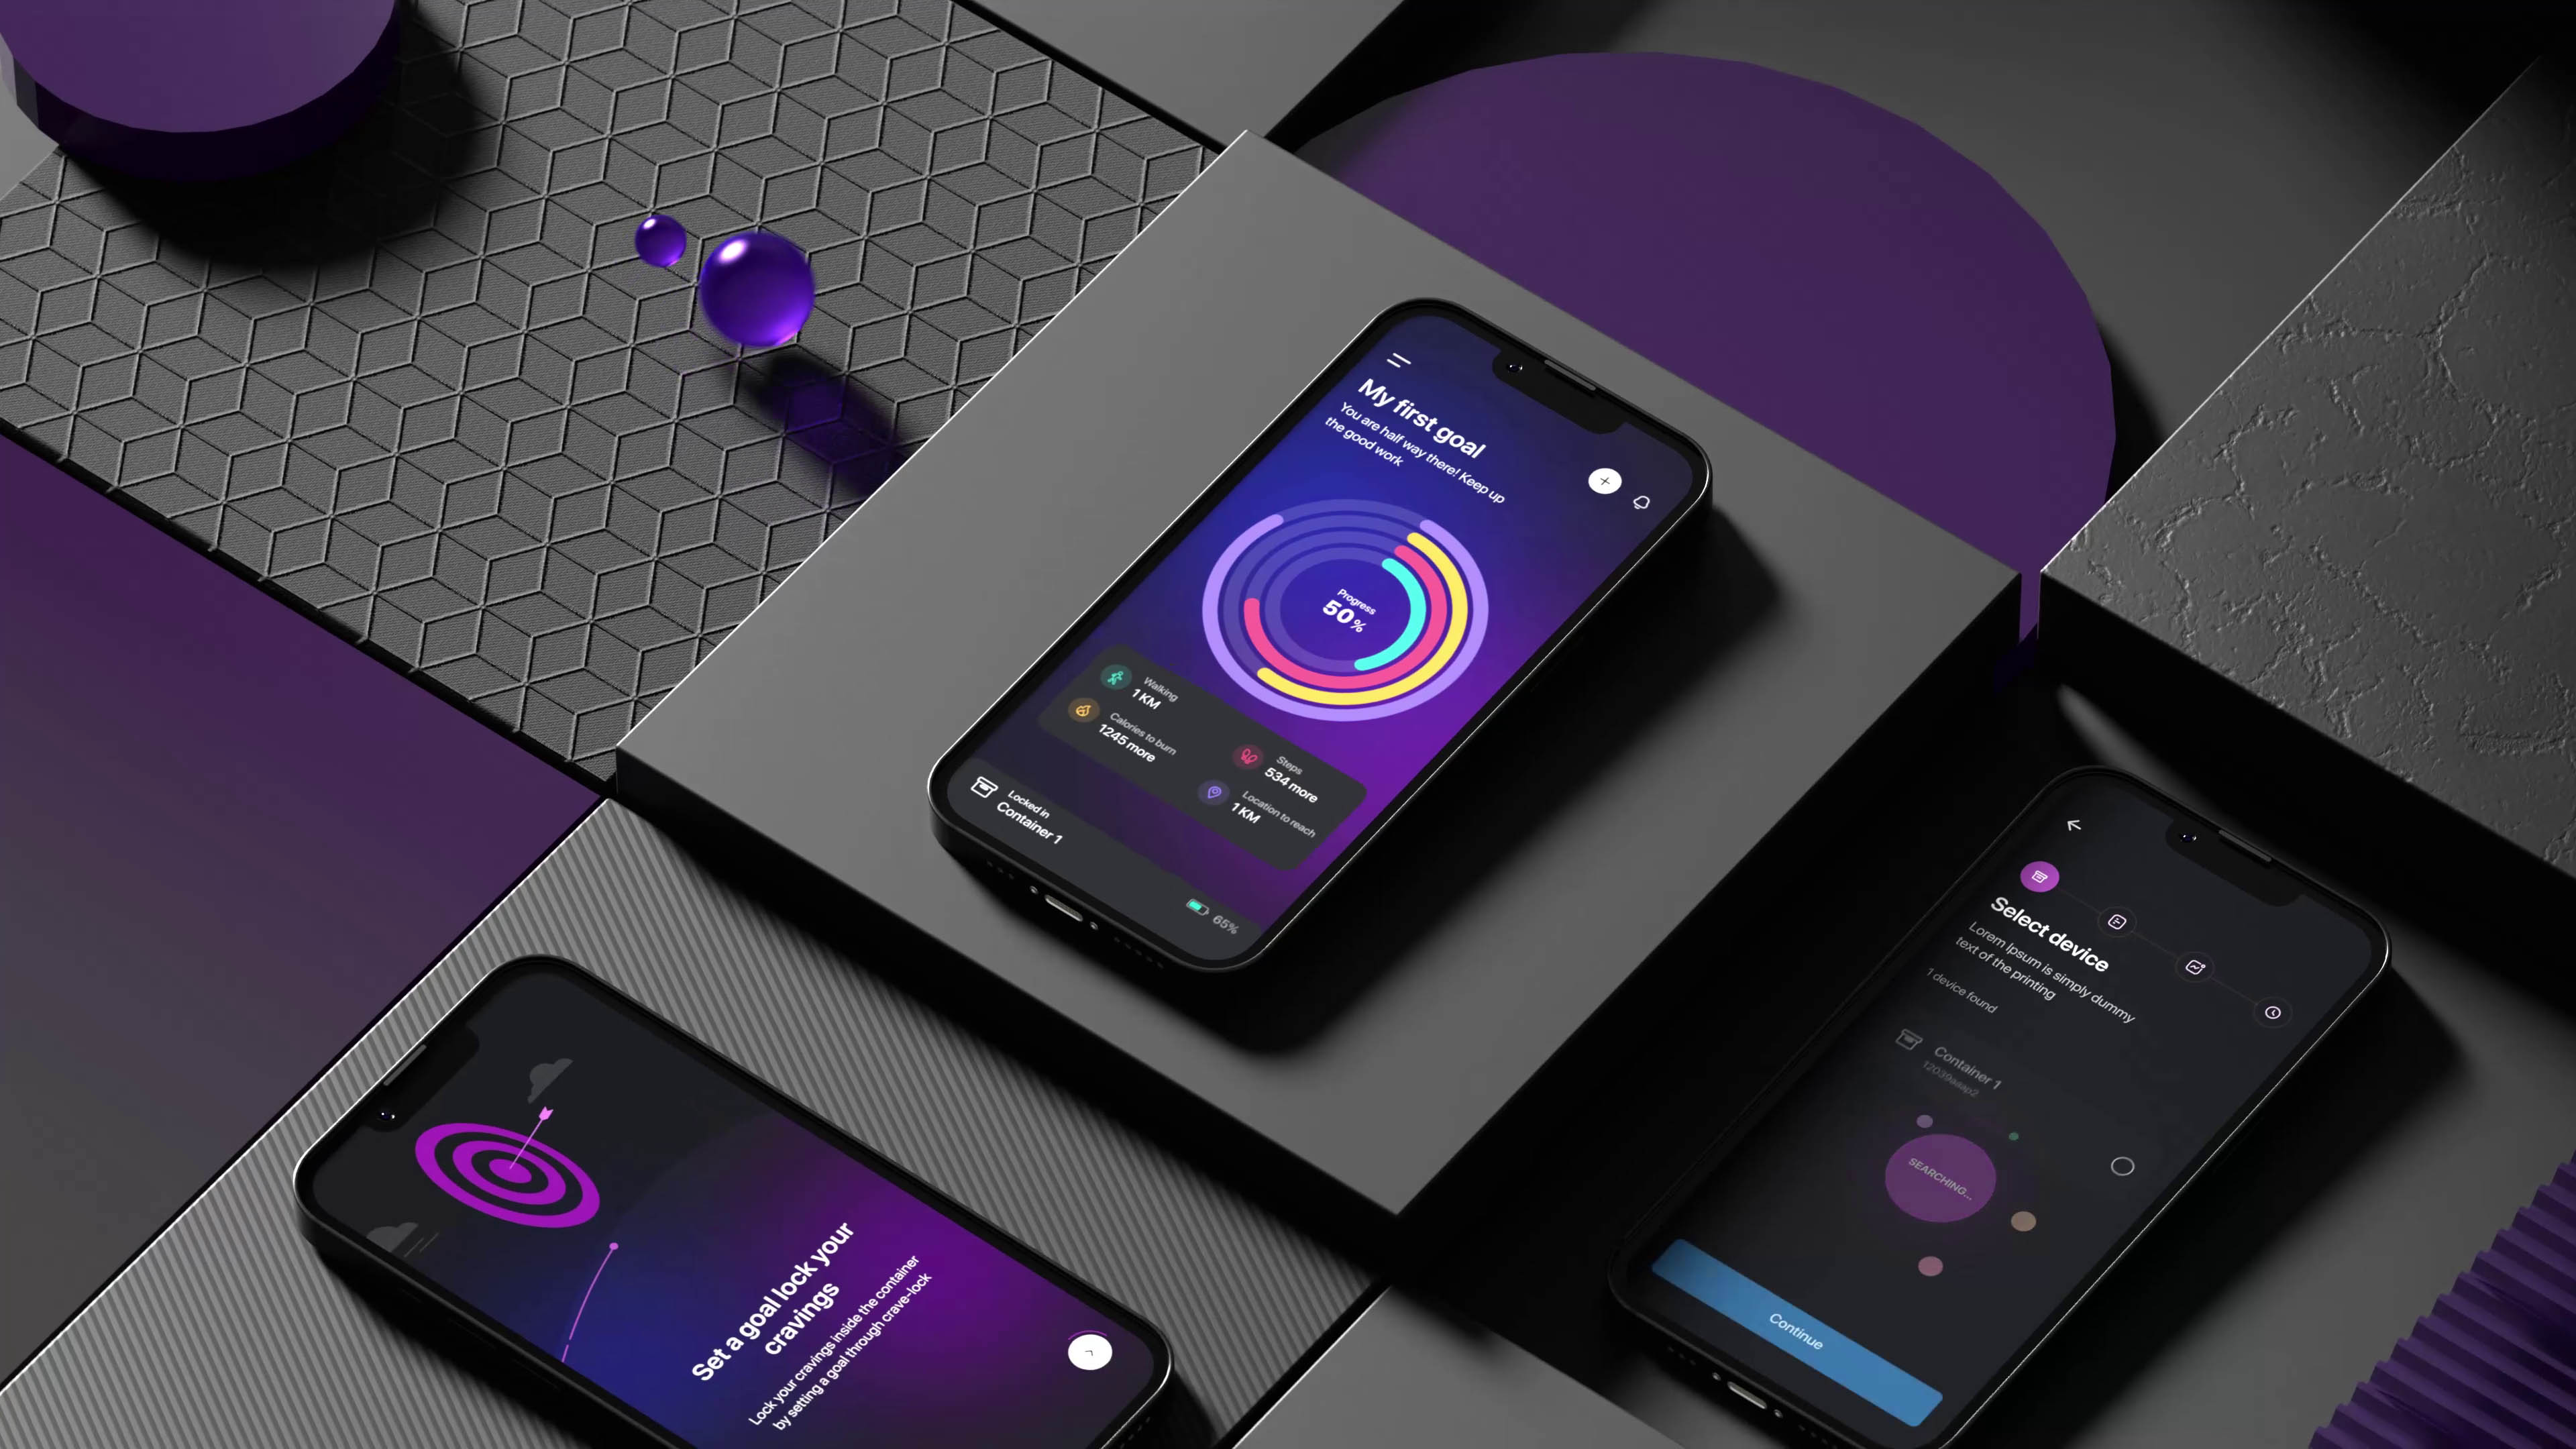 My first goal
You are half way there! Keep up
the good work
Progress
50%
Walking
1 KM
Calories to burn
1245 more
Steps
534 more
Location to reach
1 KM
Locked in
Container 1
65%
Set a goal lock your
cravings
Lock your cravings inside the container
by setting a goal through crave-lock
Select device
Lorem Ipsum is simply dummy
text of the printing
1 device found
Container 1
SEARCHING...
Continue